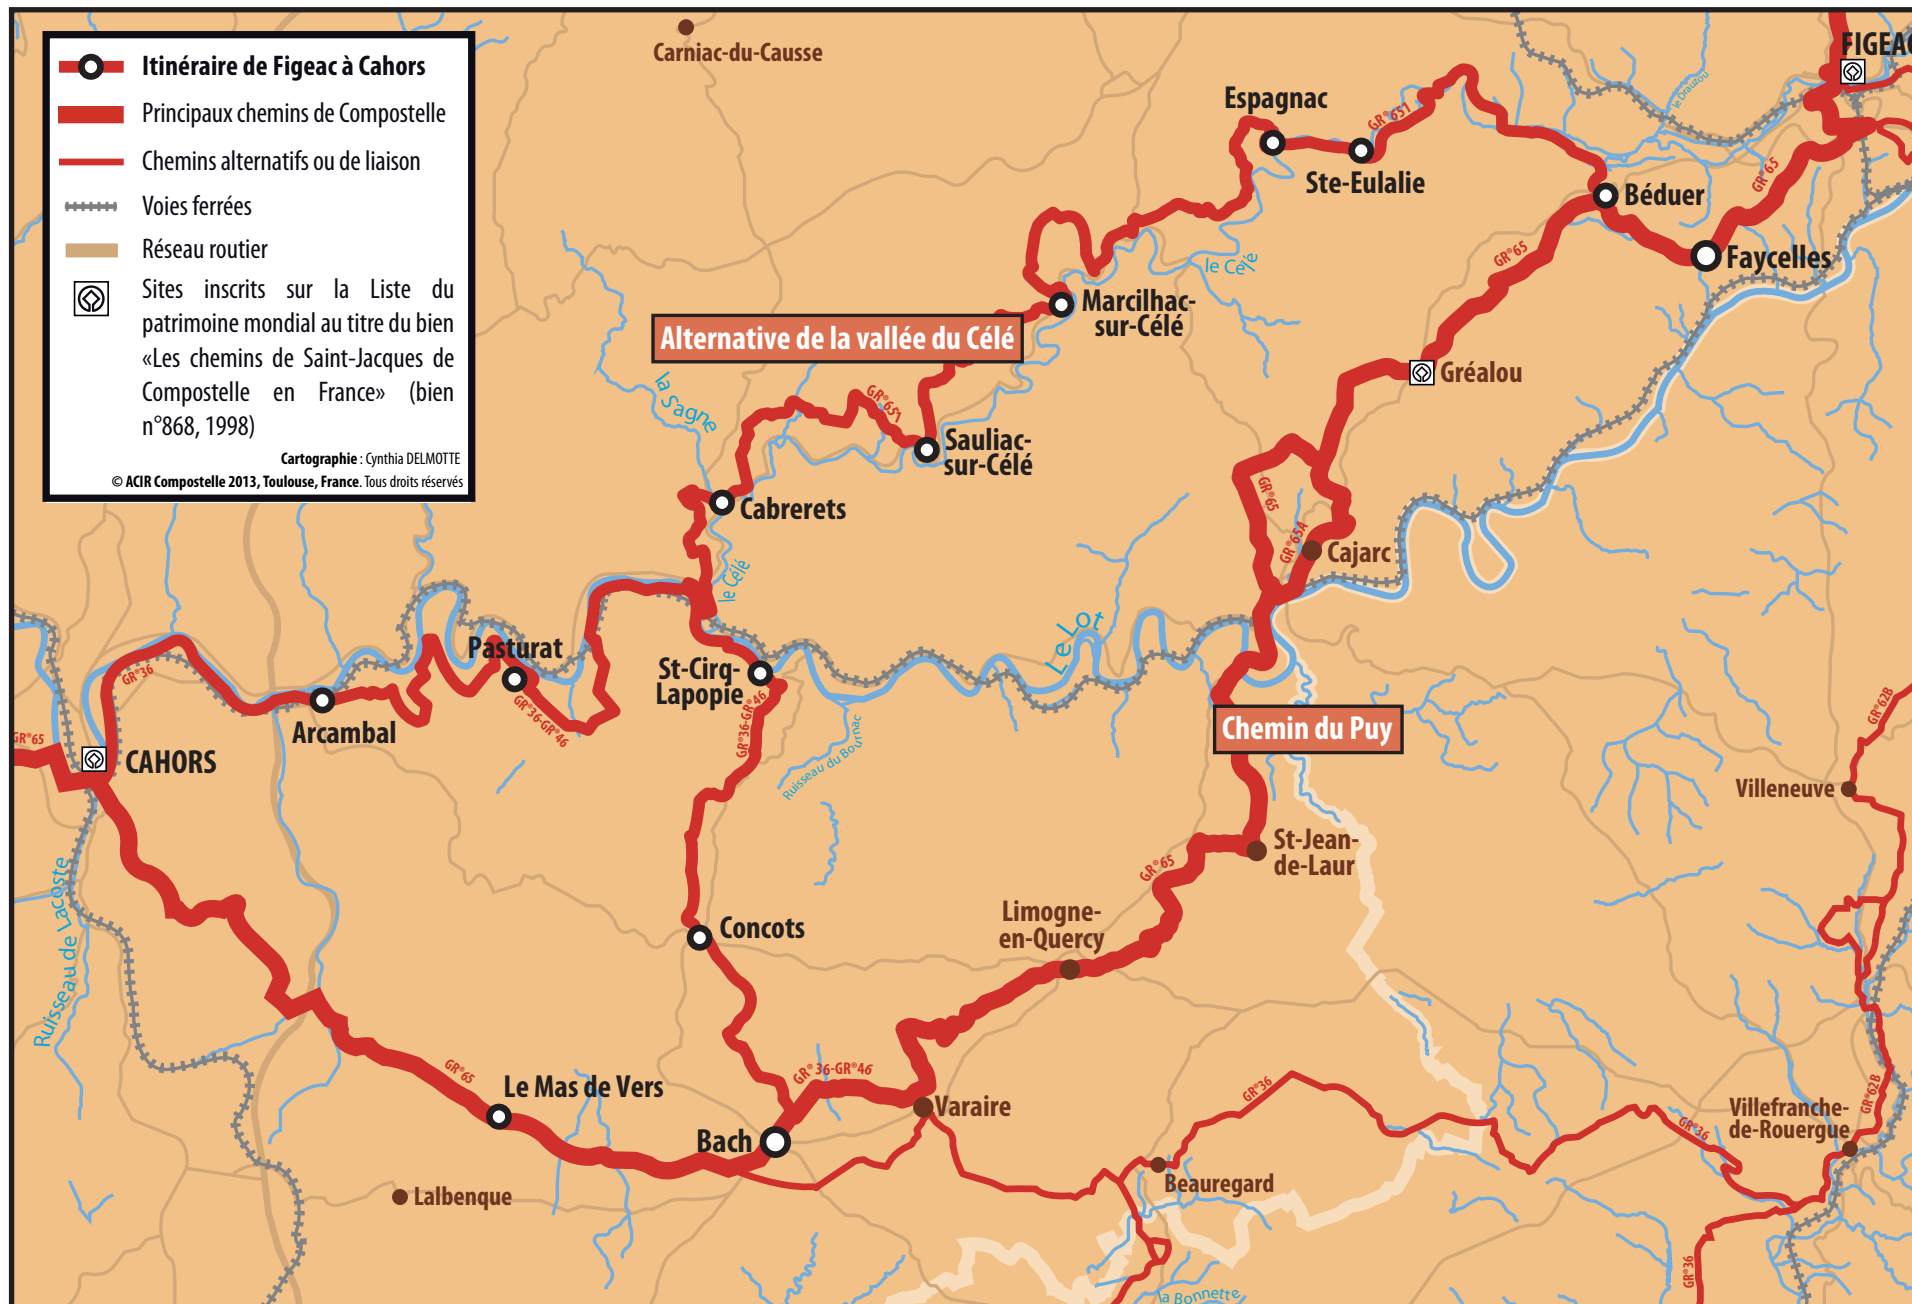 Itinéraire de Figeac à Cahors
Principaux chemins de Compostelle
Chemins alternatifs ou de liaison
Voies ferrées
Réseau routier
Sites inscrits sur la Liste du
patrimoine mondial au titre du bien
«Les chemins de Saint-Jacques de
Compostelle en France» (bien
n°868, 1998)
Cartographie : Cynthia DELMOTTE
© ACIR Compostelle 2013, Toulouse, France. Tous droits réservés
Carniac-du-Causse
FIGEAC
le Drauzou
Espagnac
GR®651
Ste-Eulalie
GR®65
Béduer
Faycelles
le Célé
GR®65
Marcilhac-
sur-Célé
Alternative de la vallée du Célé
Gréalou
la Sagne
GR®651
Sauliac-
sur-Célé
GR®65
Cabrerets
GR®65A
Cajarc
le Célé
Le Lot
Pasturat
GR®36
St-Cirq-
Lapopie
GR®36-GR®46
GR®36-GR®46
Arcambal
GR®65
CAHORS
Ruisseau du Bournac
Chemin du Puy
GR®62B
Villeneuve
St-Jean-
de-Laur
GR®65
Ruisseau de Lacoste
Limogne-
en-Quercy
Concots
GR®65
Le Mas de Vers
GR®36-GR®46
Varaire
GR®36
GR®36
Villefranche-
de-Rouergue
GR®62B
Bach
Lalbenque
Beauregard
GR®36
la Bonnette